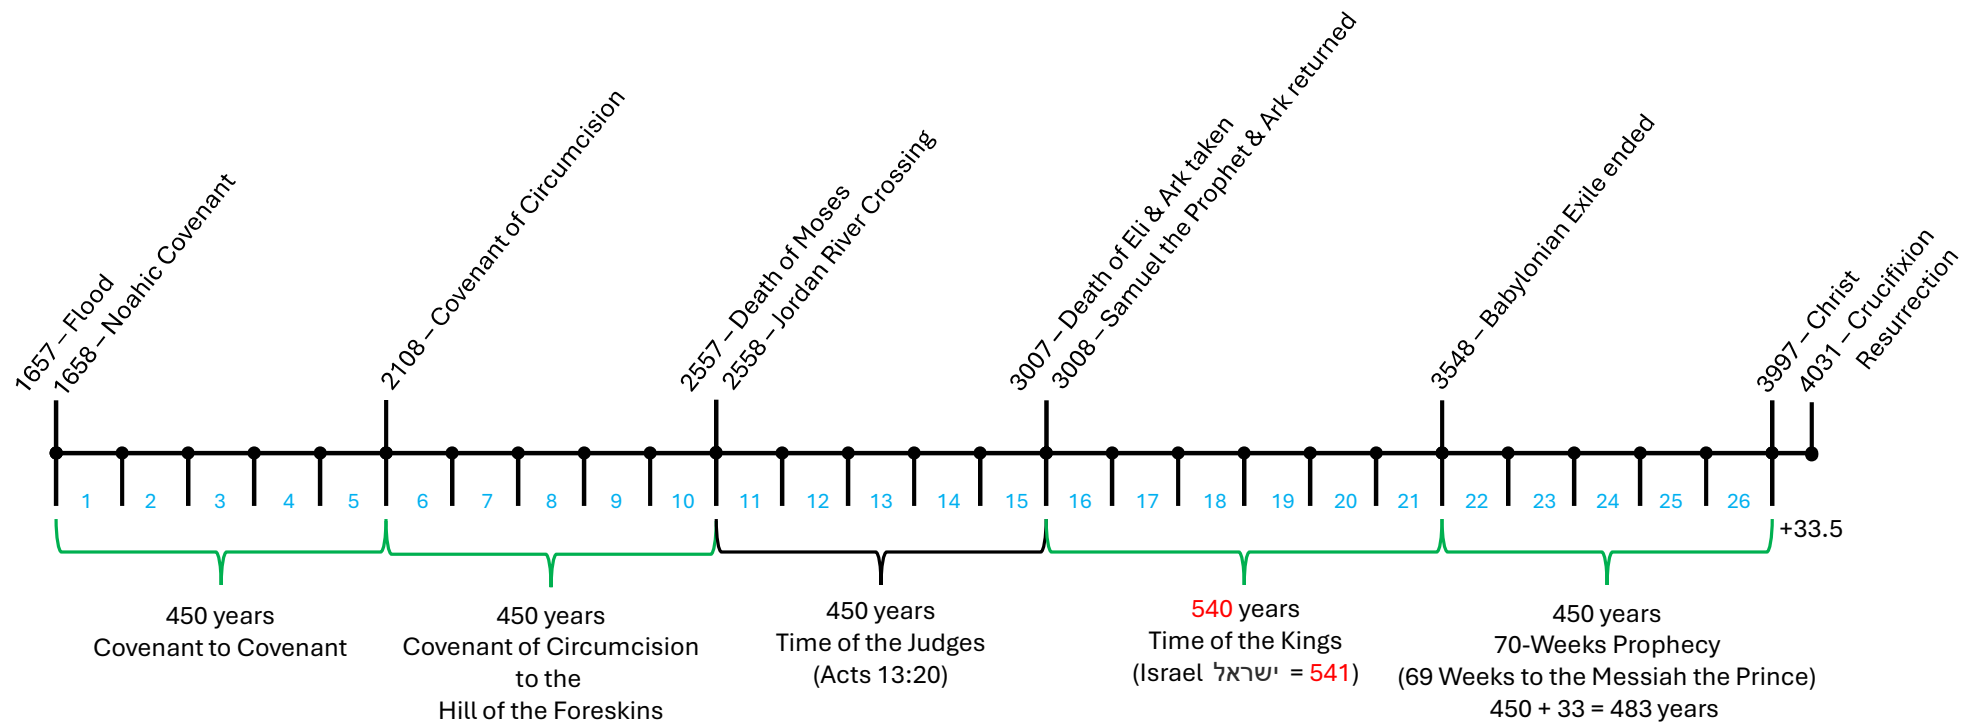 1657 – Flood
1658 – Noahic Covenant
2108 – Covenant of Circumcision
2557 – Death of Moses
2558 – Jordan River Crossing
3007 – Death of Eli & Ark taken
3008 – Samuel the Prophet & Ark returned
3548 – Babylonian Exile ended
3997 – Christ
4031 – Crucifixion
Resurrection
1 2 3 4 5 6 7 8 9 10 11 12 13 14 15 16 17 18 19 20 21 22 23 24 25 26
+33.5
450 years
Covenant to Covenant
450 years
Covenant of Circumcision
to the
Hill of the Foreskins
450 years
Time of the Judges
(Acts 13:20)
540 years
Time of the Kings
(Israel ישראל = 541)
450 years
70-Weeks Prophecy
(69 Weeks to the Messiah the Prince)
450 + 33 = 483 years